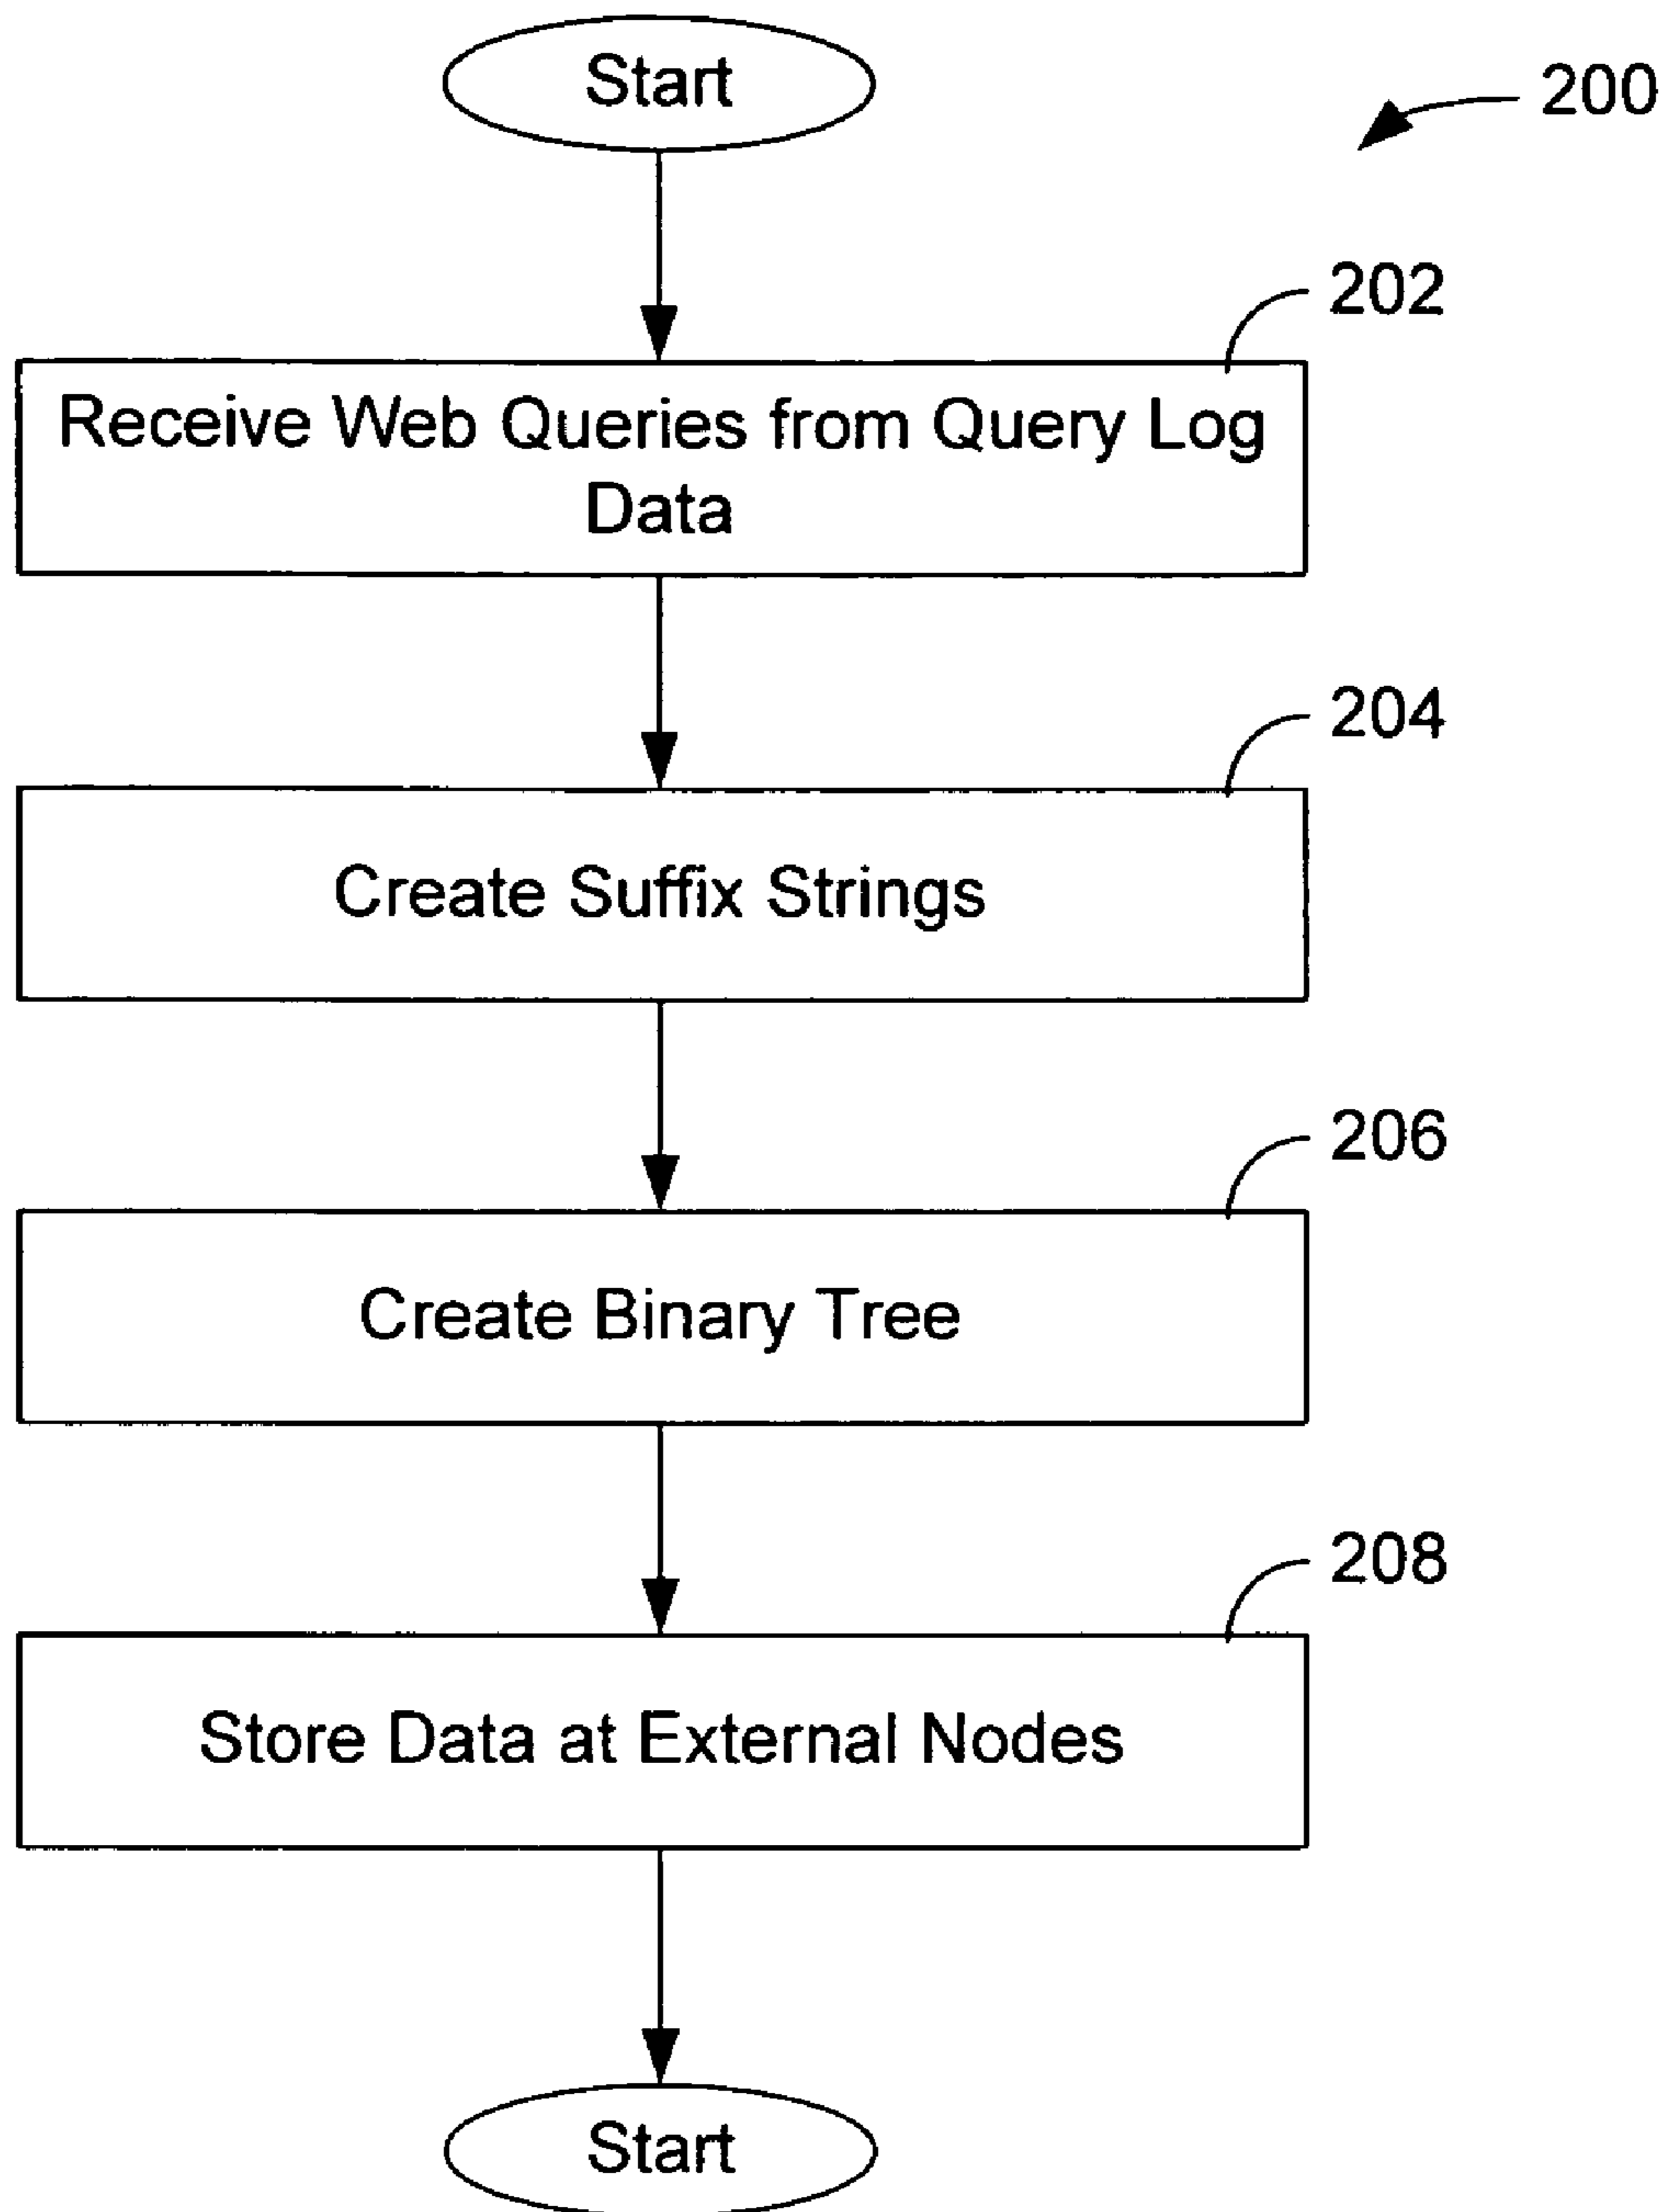 Start
200
202
Receive Web Queries from Query Log
Data
204
Create Suffix Strings
206
Create Binary Tree
208
Store Data at External Nodes
Start